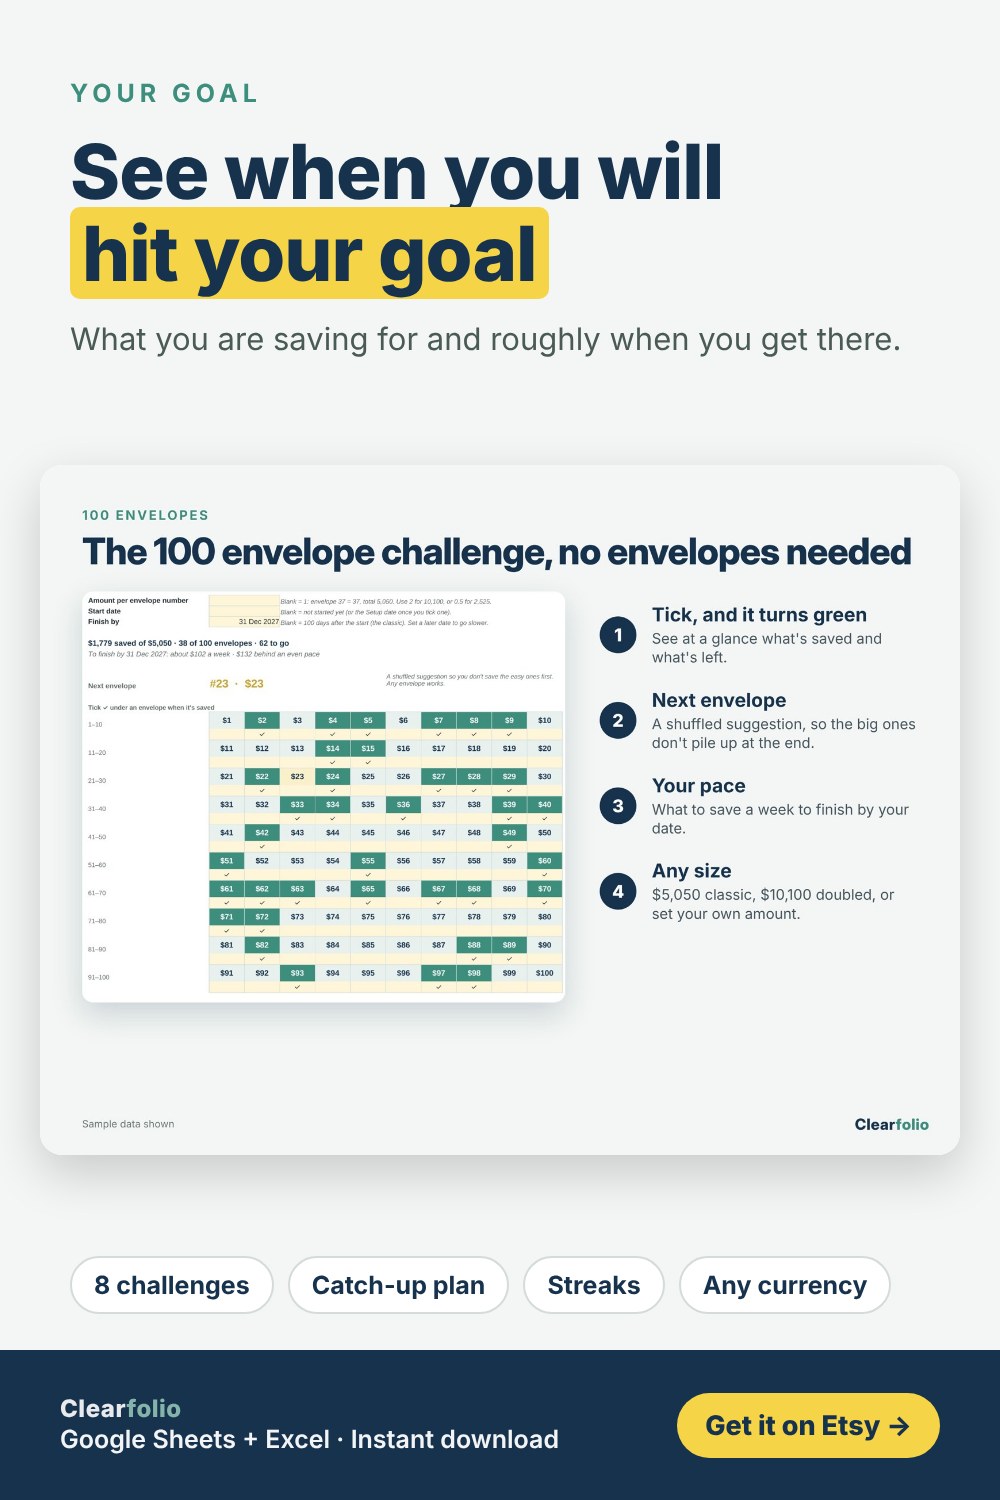 YOUR GOAL
See when you will
hit your goal
What you are saving for and roughly when you get there.
100 ENVELOPES
The 100 envelope challenge, no envelopes needed
Amount per envelope number
Blank = 1: envelope 37 = 37, total 5,050. Use 2 for 10,100, or 0.5 for 2,525.
Start date
Blank = not started yet (or the Setup date once you tick one).
Finish by 31 Dec 2027
Blank = 100 days after the start (the classic). Set a later date to go slower.
$1,779 saved of $5,050 · 38 of 100 envelopes · 62 to go
To finish by 31 Dec 2027: about $102 a week · $132 behind an even pace
Next envelope #23 · $23
A shuffled suggestion so you don't save the easy ones first.
Any envelope works.
Tick ✓ under an envelope when it's saved
1–10 $1 $2 $3 $4 $5 $6 $7 $8 $9 $10
✓ ✓ ✓ ✓ ✓ ✓
11–20 $11 $12 $13 $14 $15 $16 $17 $18 $19 $20
✓ ✓
21–30 $21 $22 $23 $24 $25 $26 $27 $28 $29 $30
✓ ✓ ✓ ✓ ✓
31–40 $31 $32 $33 $34 $35 $36 $37 $38 $39 $40
✓ ✓ ✓ ✓ ✓
41–50 $41 $42 $43 $44 $45 $46 $47 $48 $49 $50
✓ ✓
51–60 $51 $52 $53 $54 $55 $56 $57 $58 $59 $60
✓ ✓ ✓
61–70 $61 $62 $63 $64 $65 $66 $67 $68 $69 $70
✓ ✓ ✓ ✓ ✓ ✓ ✓
71–80 $71 $72 $73 $74 $75 $76 $77 $78 $79 $80
✓ ✓
81–90 $81 $82 $83 $84 $85 $86 $87 $88 $89 $90
✓ ✓ ✓
91–100 $91 $92 $93 $94 $95 $96 $97 $98 $99 $100
✓ ✓ ✓
1 Tick, and it turns green
See at a glance what's saved and
what's left.
2 Next envelope
A shuffled suggestion, so the big ones
don't pile up at the end.
3 Your pace
What to save a week to finish by your
date.
4 Any size
$5,050 classic, $10,100 doubled, or
set your own amount.
Sample data shown
Clearfolio
8 challenges
Catch-up plan
Streaks
Any currency
Clearfolio
Google Sheets + Excel · Instant download
Get it on Etsy →